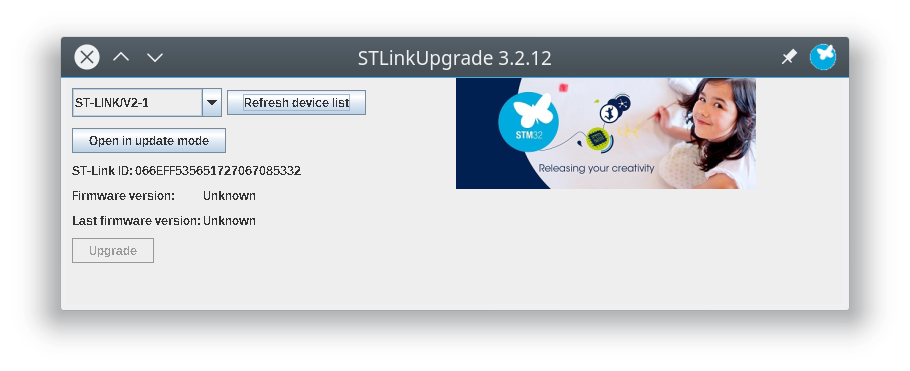 STLinkUpgrade 3.2.12
ST-LINK/V2-1
Refresh device list
Open in update mode
ST-Link ID: 066EFF535651727067085332
Firmware version: Unknown
Last firmware version: Unknown
Upgrade
STM32
Releasing your creativity